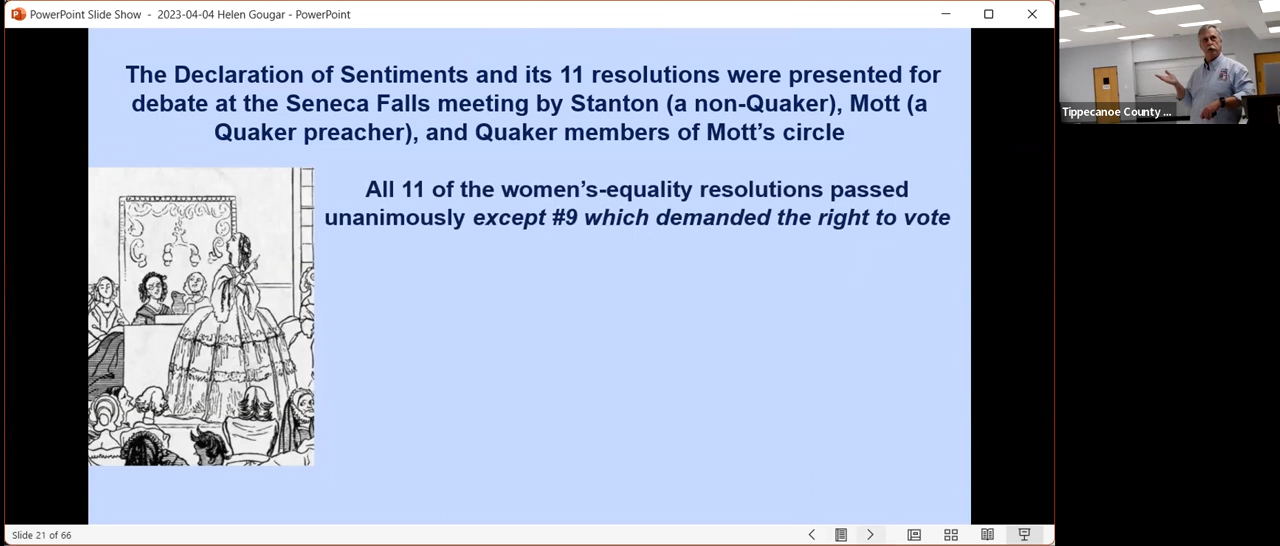 PowerPoint Slide Show - 2023-04-04 Helen Gougar - PowerPoint
The Declaration of Sentiments and its 11 resolutions were presented for
debate at the Seneca Falls meeting by Stanton (a non-Quaker), Mott (a
Quaker preacher), and Quaker members of Mott’s circle
All 11 of the women’s-equality resolutions passed
unanimously except #9 which demanded the right to vote
Tippecanoe County ...
Slide 21 of 66